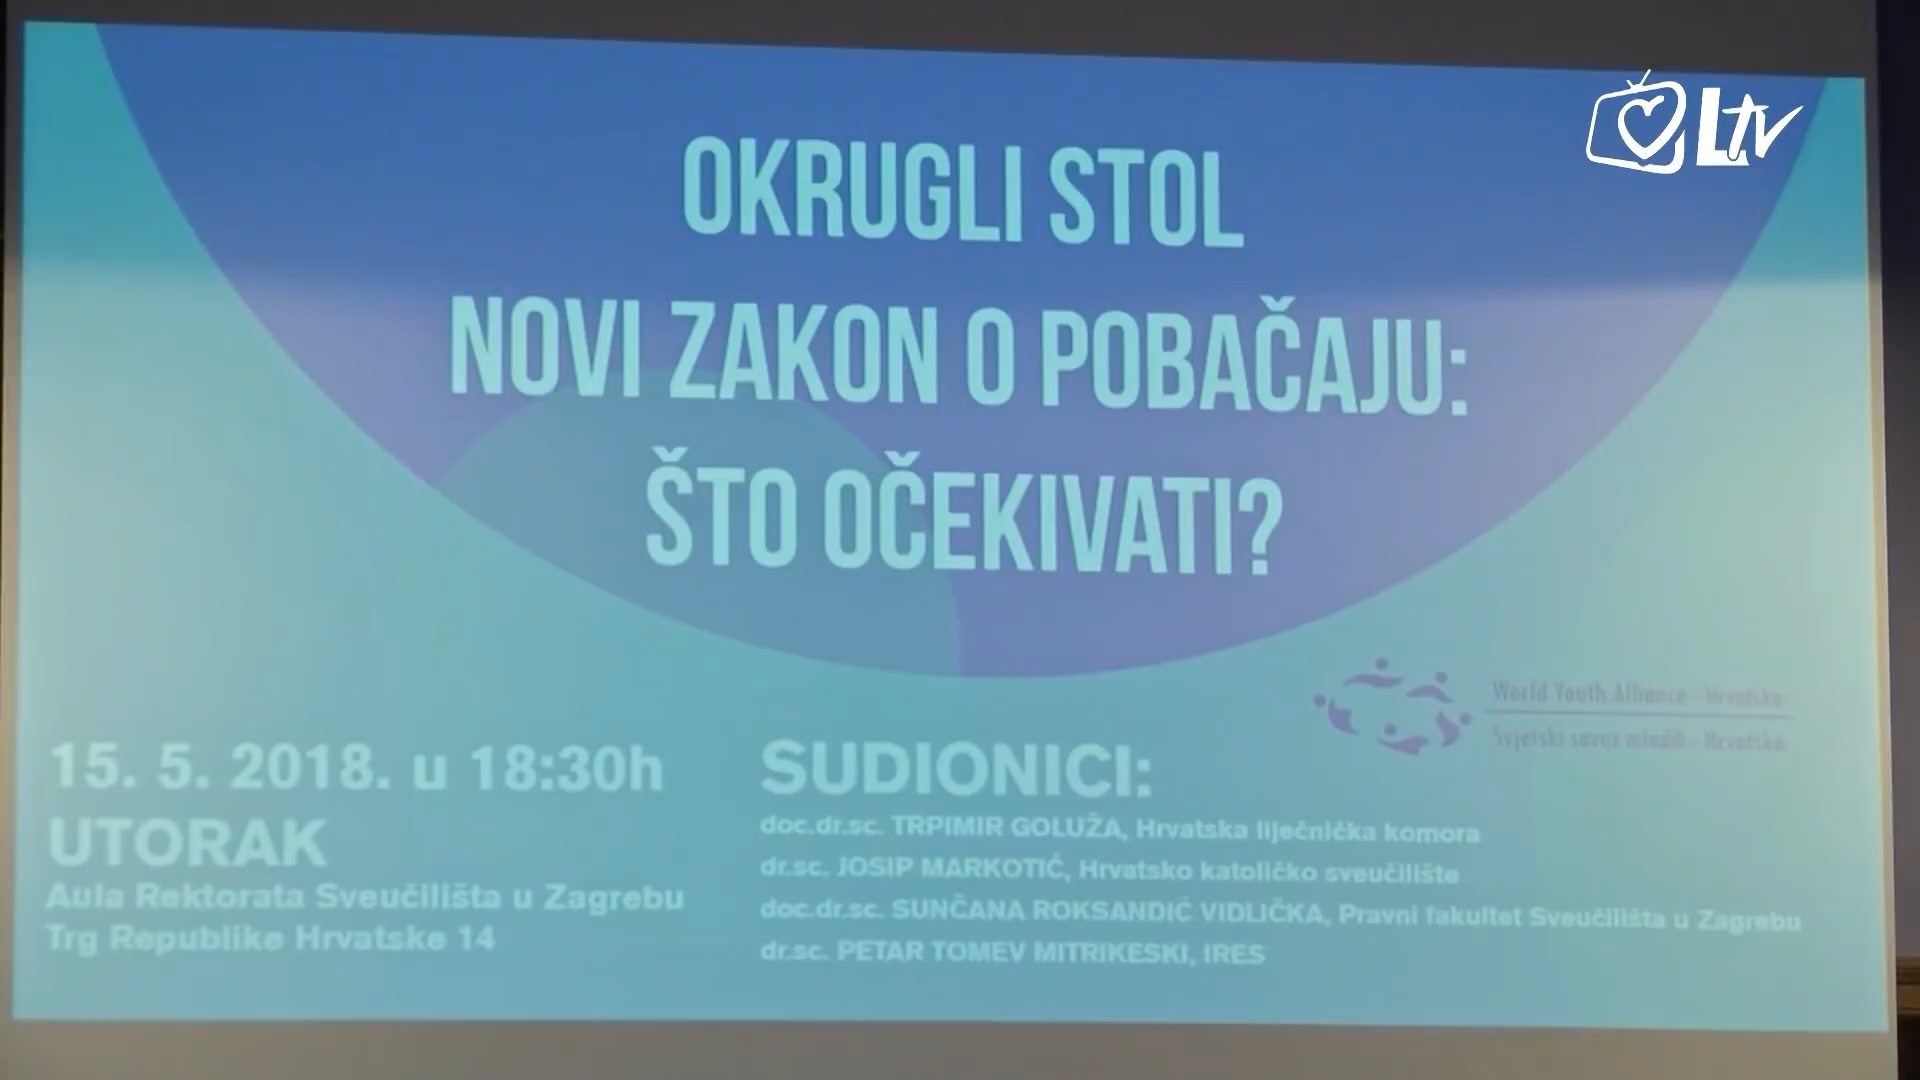 LTV
OKRUGLI STOL
NOVI ZAKON O POBAČAJU:
ŠTO OČEKIVATI?
World Youth Alliance - Hrvatska
Svjetski savez mladih - Hrvatska
15. 5. 2018. u 18:30h
UTORAK
Aula Rektorata Sveučilišta u Zagrebu
Trg Republike Hrvatske 14
SUDIONICI:
doc.dr.sc. TRPIMIR GOLUŽA, Hrvatska liječnička komora
dr.sc. JOSIP MARKOTIĆ, Hrvatsko katoličko sveučilište
doc.dr.sc. SUNČANA ROKSANDIĆ VIDLIČKA, Pravni fakultet Sveučilišta u Zagrebu
dr.sc. PETAR TOMEV MITRIKESKI, IRES